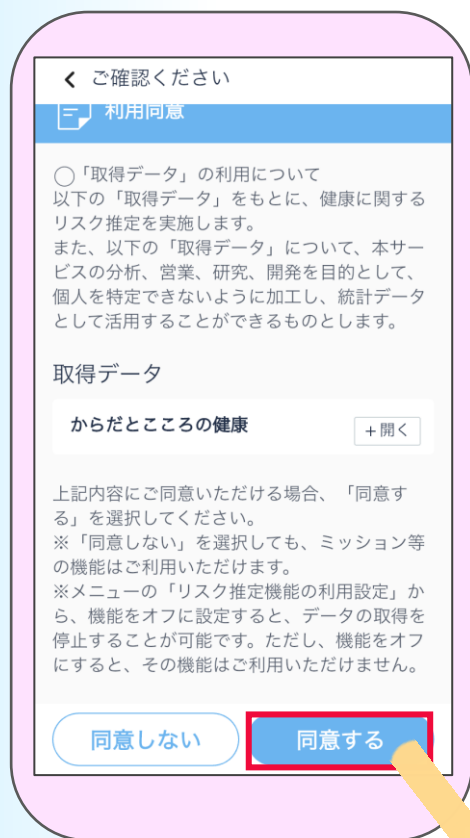 ご確認ください
利用同意
○「取得データ」の利用について
以下の「取得データ」をもとに、健康に関する
リスク推定を実施します。
また、以下の「取得データ」について、本サー
ビスの分析、営業、研究、開発を目的として、
個人を特定できないように加工し、統計データ
として活用することができるものとします。
取得データ
からだとこころの健康
+開く
上記内容にご同意いただける場合、「同意す
る」を選択してください。
※「同意しない」を選択しても、ミッション等
の機能はご利用いただけます。
※メニューの「リスク推定機能の利用設定」か
ら、機能をオフに設定すると、データの取得を
停止することが可能です。ただし、機能をオフ
にすると、その機能はご利用いただけません。
同意しない
同意する